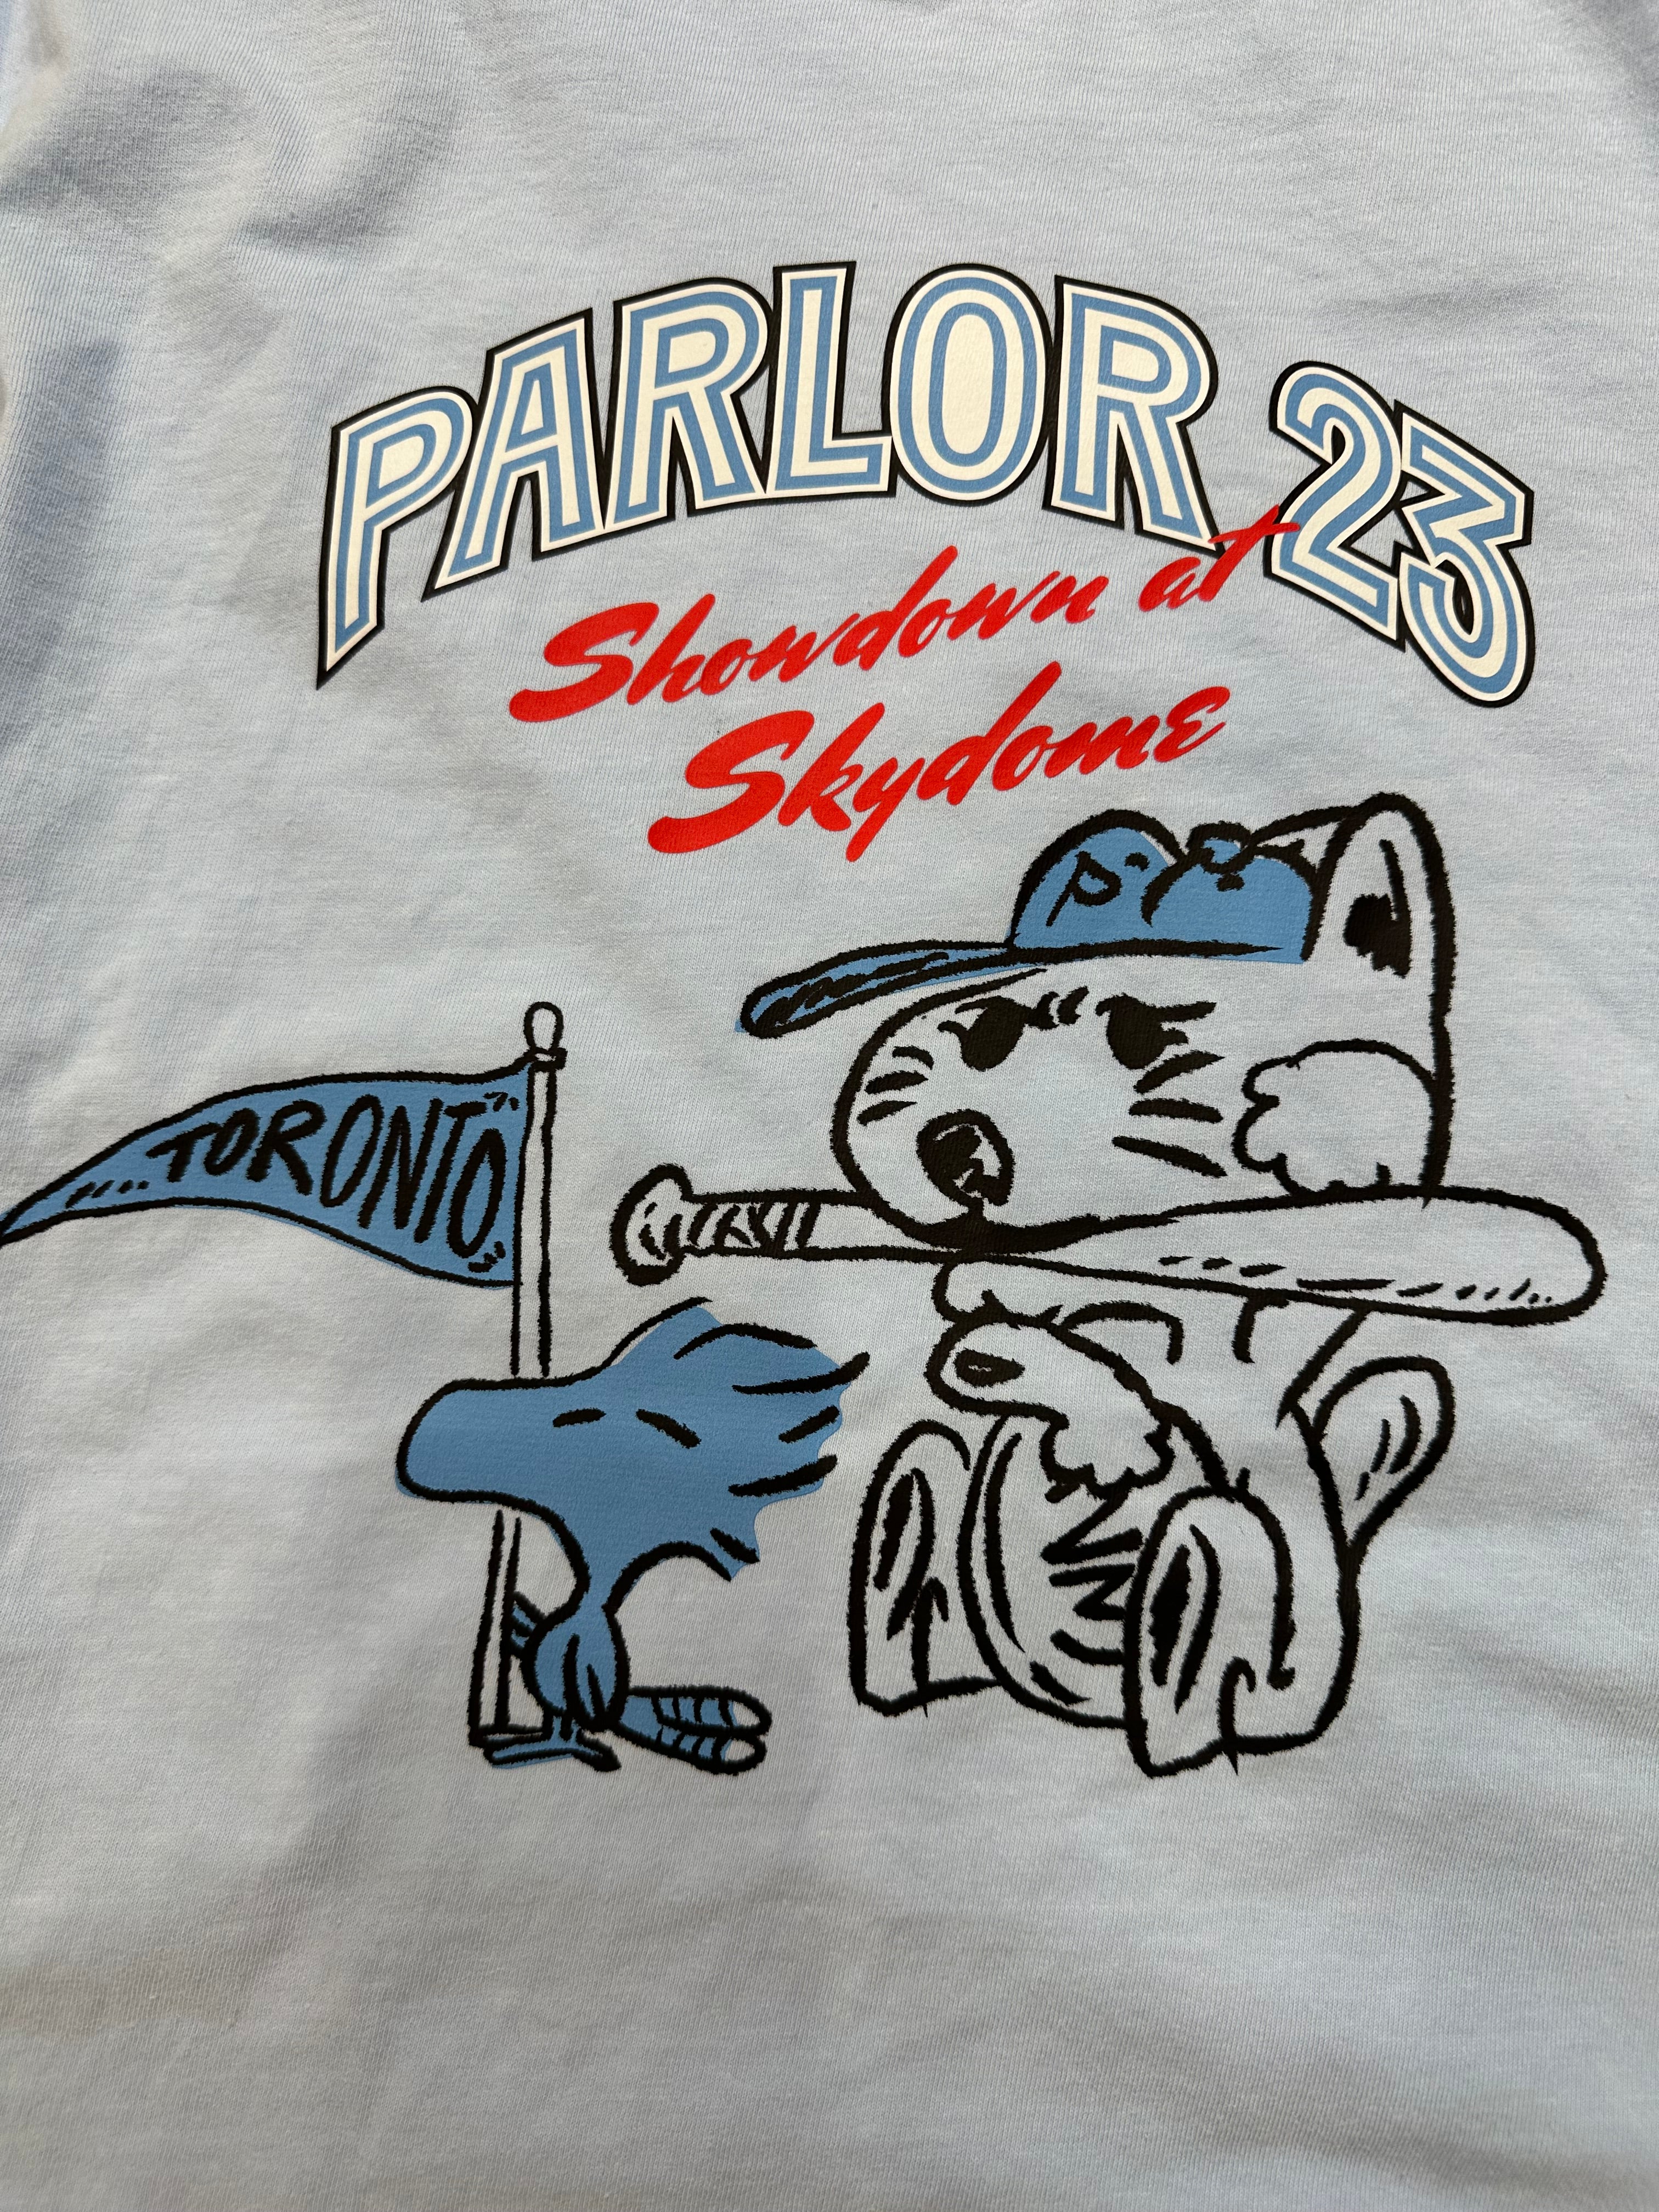 PARLOR 23
Showdown at
Skydome
P
TORONTO